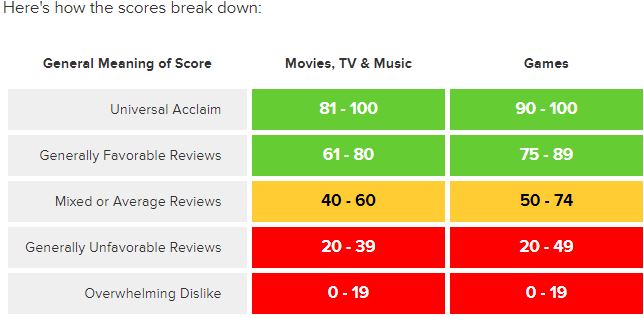 Here's how the scores break down:
General Meaning of Score Movies, TV & Music Games
Universal Acclaim 81 - 100 90 - 100
Generally Favorable Reviews 61 - 80 75 - 89
Mixed or Average Reviews 40 - 60 50 - 74
Generally Unfavorable Reviews 20 - 39 20 - 49
Overwhelming Dislike 0 - 19 0 - 19